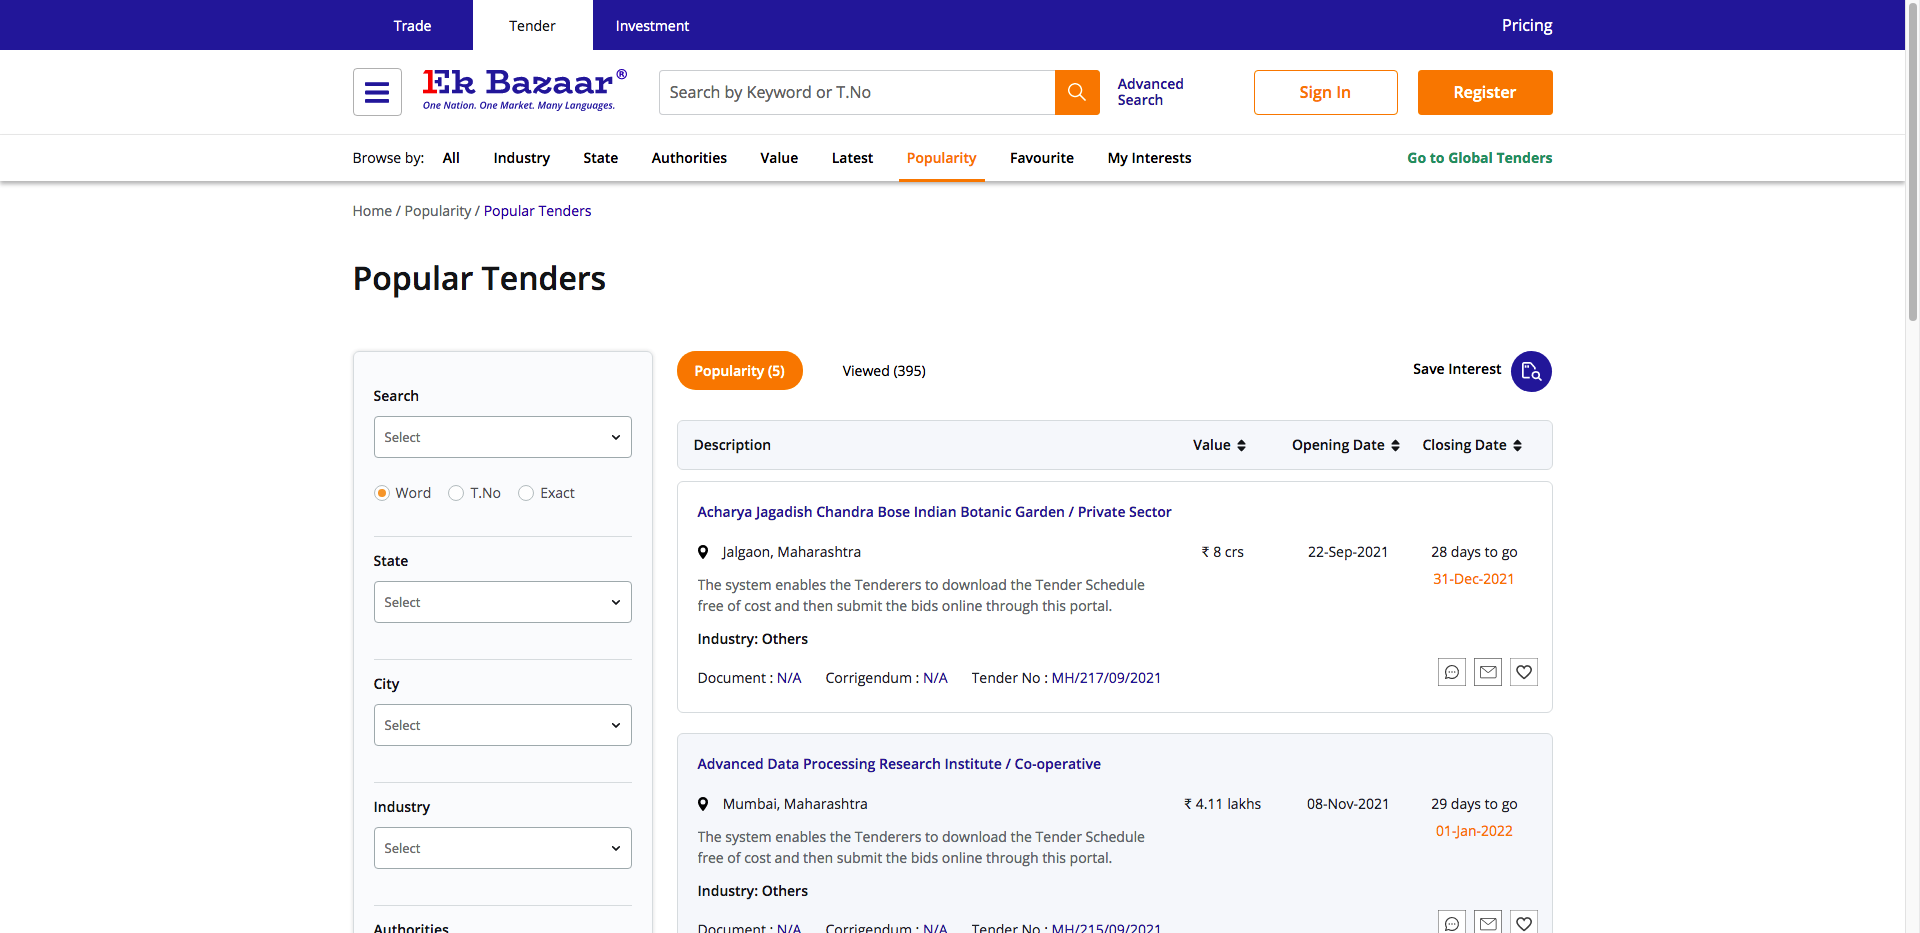 Trade
Tender
Investment
Pricing
1Ek Bazaar®
One Nation. One Market. Many Languages.
Search by Keyword or T.No
Advanced
Search
Sign In
Register
Browse by:
All
Industry
State
Authorities
Value
Latest
Popularity
Favourite
My Interests
Go to Global Tenders
Home / Popularity / Popular Tenders
Popular Tenders
Search
Select
Word
T.No
Exact
State
Select
City
Select
Industry
Select
Authorities
Popularity (5)
Viewed (395)
Save Interest
Description
Value
Opening Date
Closing Date
Acharya Jagadish Chandra Bose Indian Botanic Garden / Private Sector
Jalgaon, Maharashtra
₹ 8 crs
22-Sep-2021
28 days to go
31-Dec-2021
The system enables the Tenderers to download the Tender Schedule
free of cost and then submit the bids online through this portal.
Industry: Others
Document : N/A
Corrigendum : N/A
Tender No : MH/217/09/2021
Advanced Data Processing Research Institute / Co-operative
Mumbai, Maharashtra
₹ 4.11 lakhs
08-Nov-2021
29 days to go
01-Jan-2022
The system enables the Tenderers to download the Tender Schedule
free of cost and then submit the bids online through this portal.
Industry: Others
Document : N/A
Corrigendum : N/A
Tender No : MH/215/09/2021